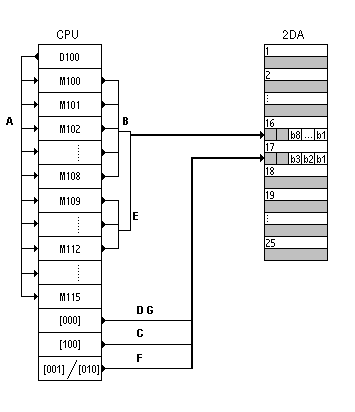 CPU 2DA
D100 1
M100 2
M101 ⋮
A M102 B 16
⋮ b8 ... b1
M108 17
b3 b2 b1
18
M109 19
⋮ E ⋮
M112 25
⋮
M115
[000] D G
[100] C
[001] / [010] F